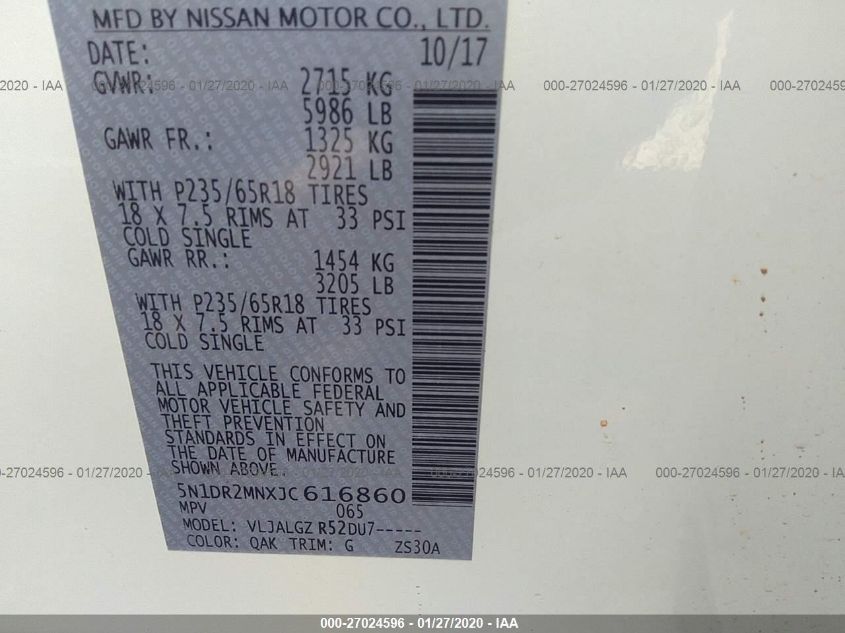 MFD BY NISSAN MOTOR CO., LTD.
DATE: 10/17
GVWR: 2715 KG
5986 LB
GAWR FR.: 1325 KG
2921 LB
WITH P235/65R18 TIRES
18 X 7.5 RIMS AT 33 PSI
COLD SINGLE
GAWR RR.: 1454 KG
3205 LB
WITH P235/65R18 TIRES
18 X 7.5 RIMS AT 33 PSI
COLD SINGLE
THIS VEHICLE CONFORMS TO
ALL APPLICABLE FEDERAL
MOTOR VEHICLE SAFETY AND
THEFT PREVENTION
STANDARDS IN EFFECT ON
THE DATE OF MANUFACTURE
SHOWN ABOVE.
5N1DR2MNXJC616860
MPV 065
MODEL: VLJALGZ R52DU7-----
COLOR: QAK TRIM: G ZS30A
000-27024596 - 01/27/2020 - IAA